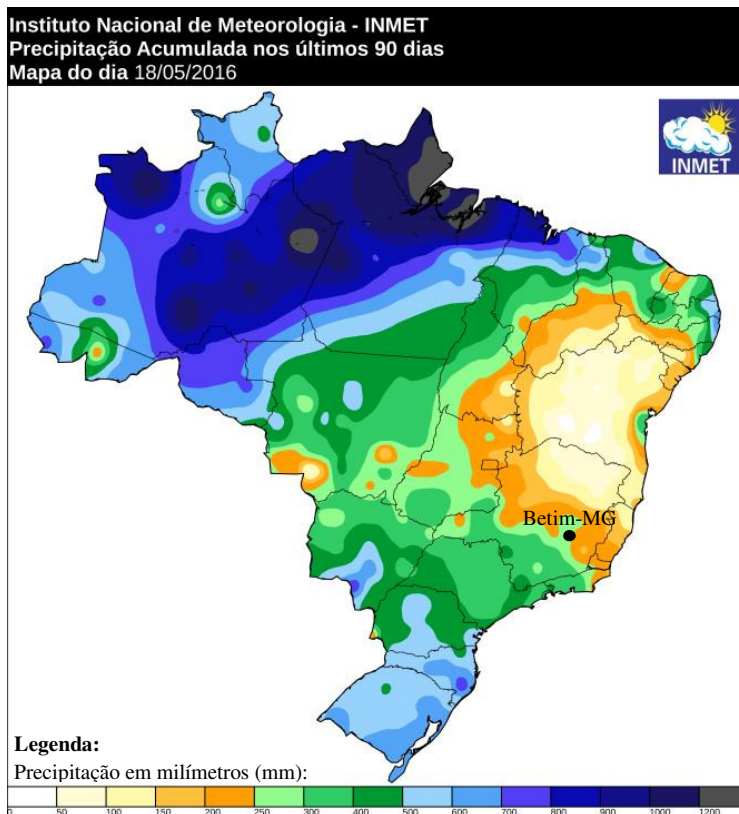 Instituto Nacional de Meteorologia - INMET
Precipitação Acumulada nos últimos 90 dias
Mapa do dia 18/05/2016
INMET
Betim-MG
Legenda:
Precipitação em milímetros (mm):
0 50 100 150 200 250 300 400 500 600 700 800 900 1000 1200